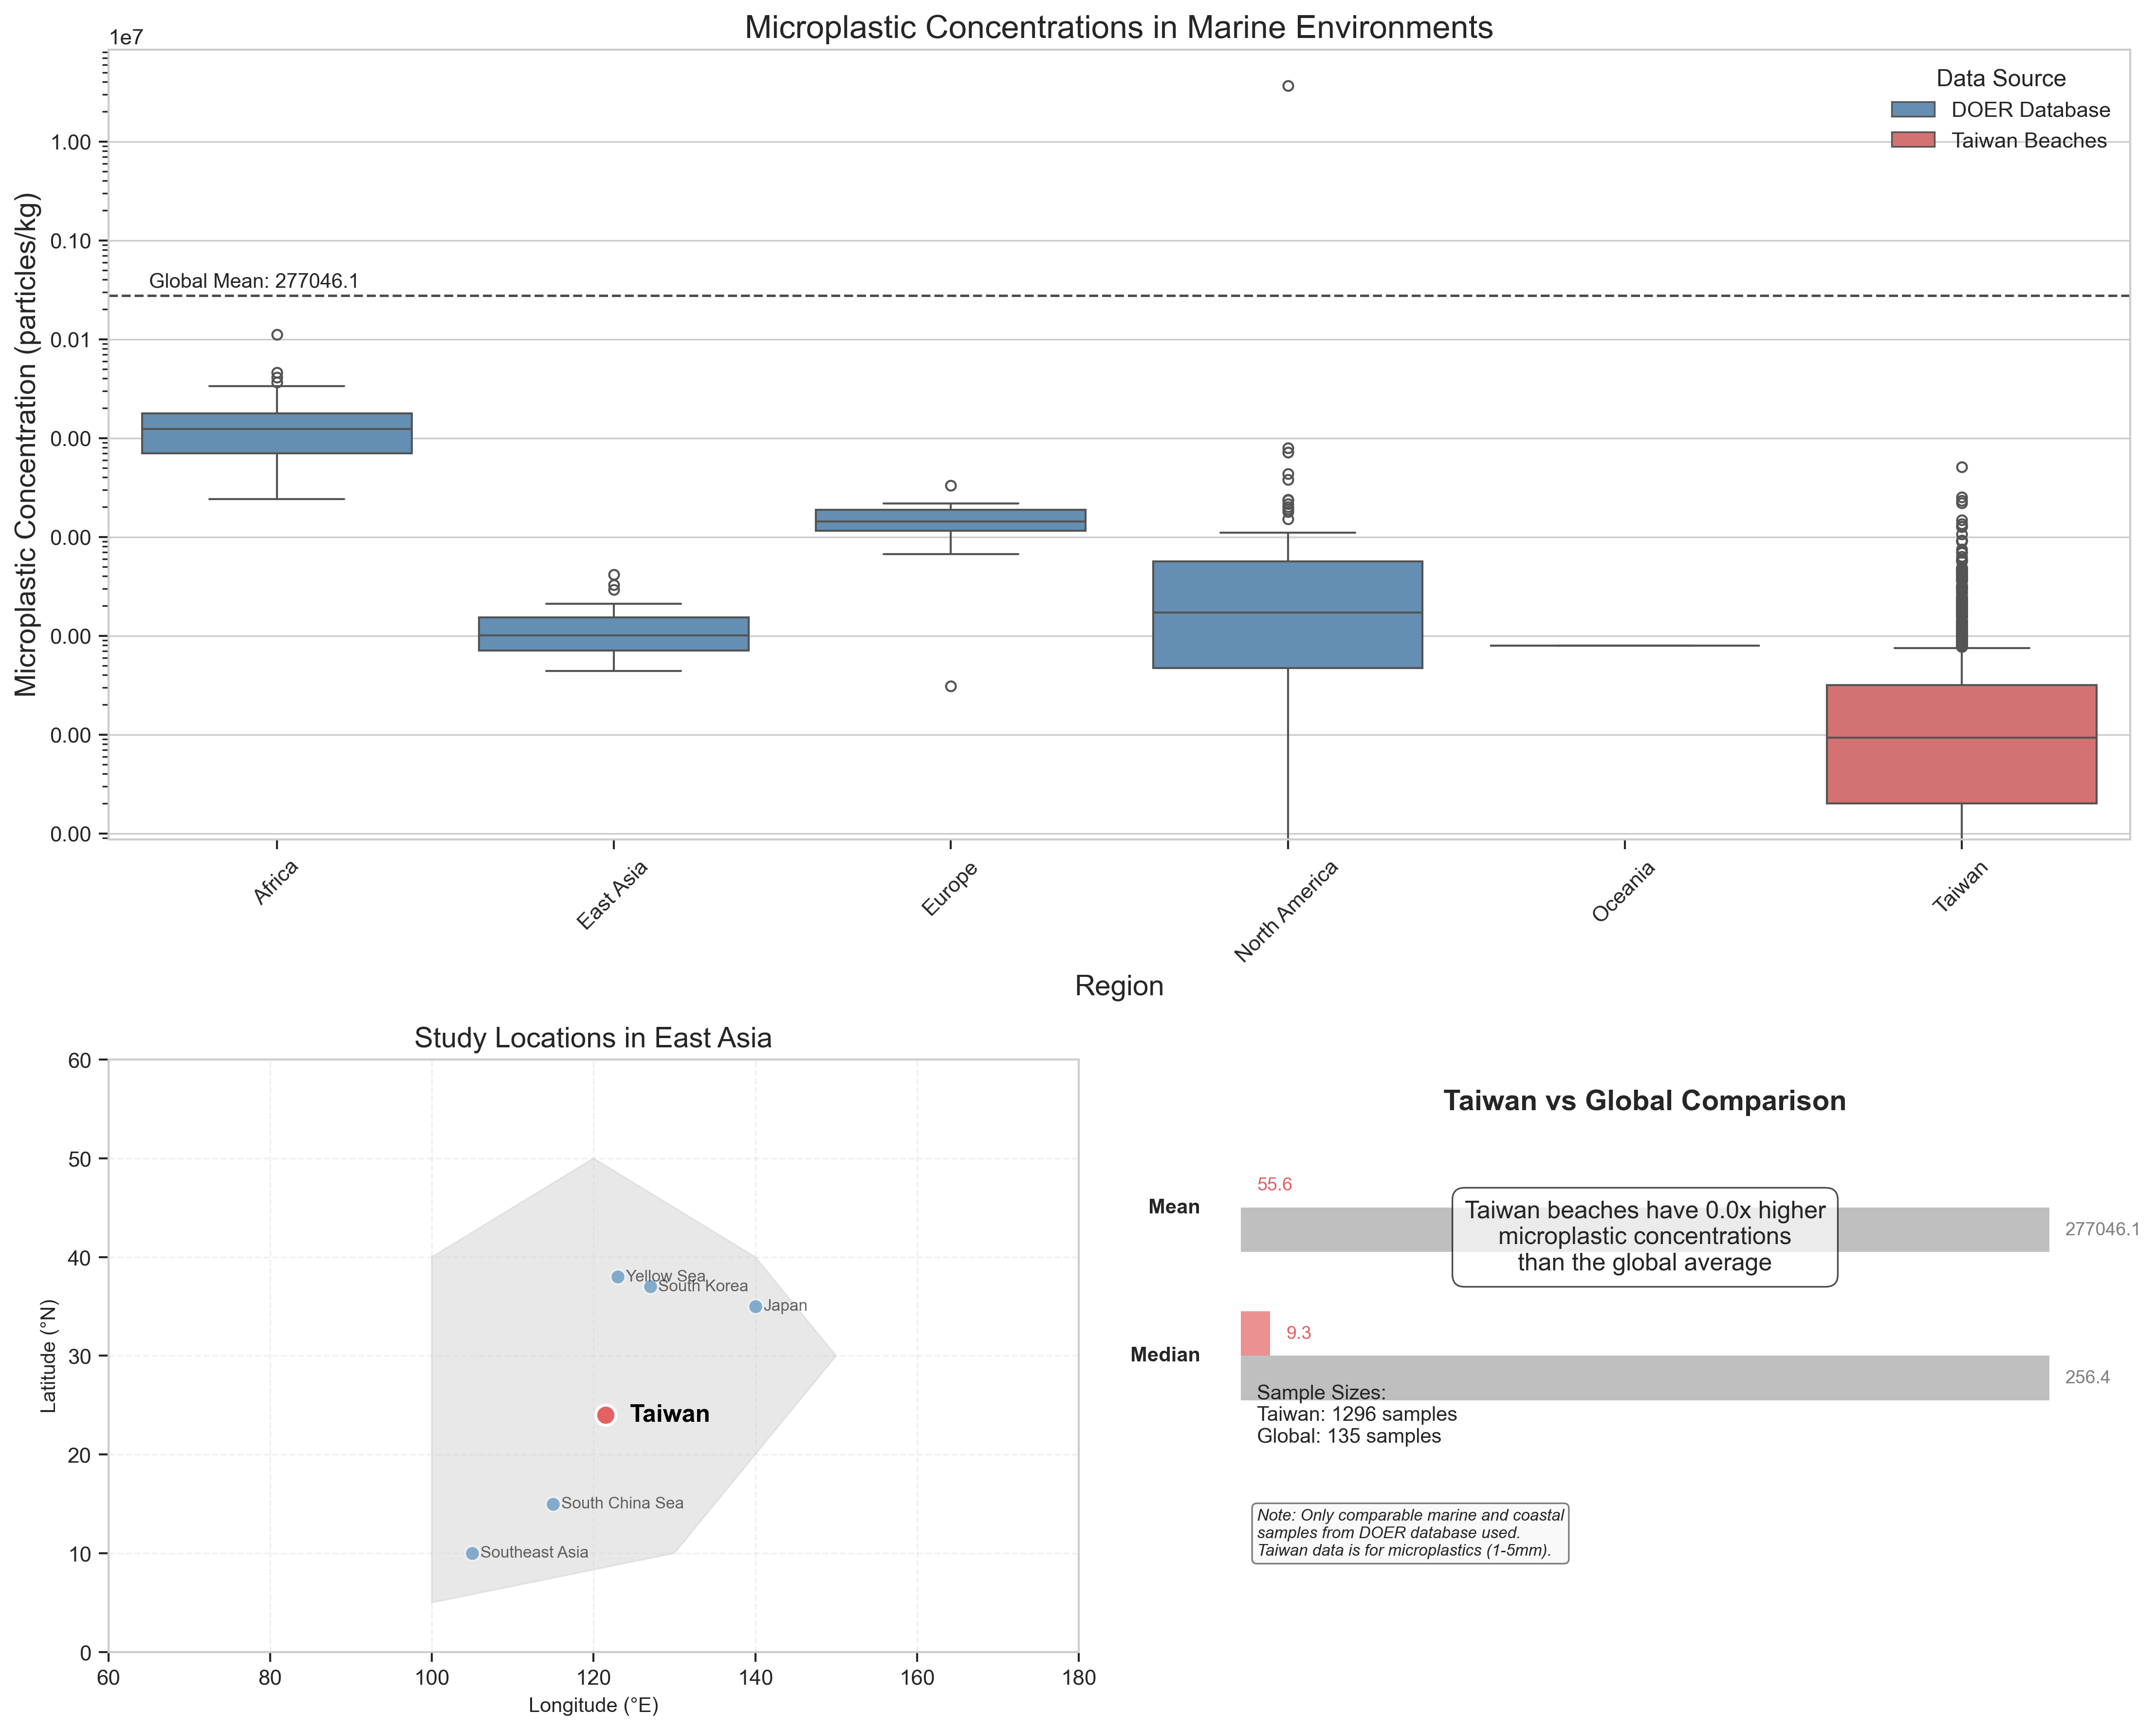 Microplastic Concentrations in Marine Environments
1e7
Microplastic Concentration (particles/kg)
1.00
0.10
0.01
0.00
0.00
0.00
0.00
0.00
Global Mean: 277046.1
Data Source
DOER Database
Taiwan Beaches
Africa
East Asia
Europe
North America
Oceania
Taiwan
Region
Study Locations in East Asia
Latitude (°N)
60
50
40
30
20
10
0
Yellow Sea
South Korea
Japan
Taiwan
South China Sea
Southeast Asia
60
80
100
120
140
160
180
Longitude (°E)
Taiwan vs Global Comparison
Mean
55.6
277046.1
Taiwan beaches have 0.0x higher
microplastic concentrations
than the global average
Median
9.3
256.4
Sample Sizes:
Taiwan: 1296 samples
Global: 135 samples
Note: Only comparable marine and coastal
samples from DOER database used.
Taiwan data is for microplastics (1-5mm).